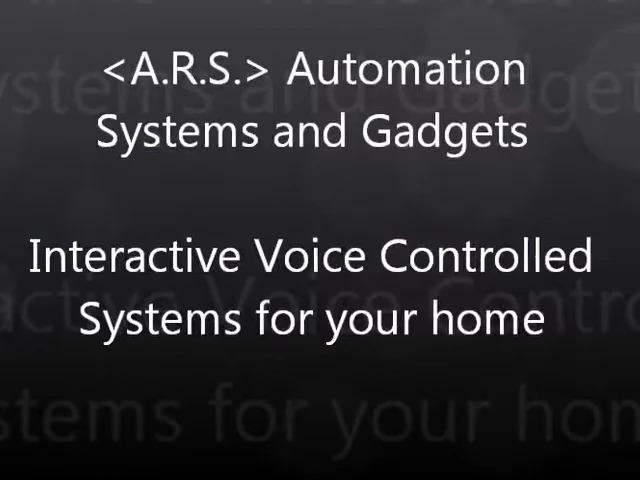 <A.R.S.> Automation
Systems and Gadgets
Interactive Voice Controlled
Systems for your home